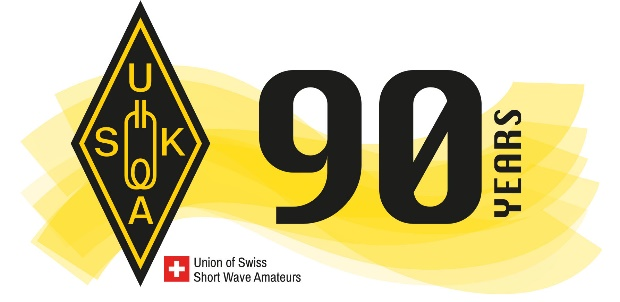 U
S K
A
90
YEARS
Union of Swiss
Short Wave Amateurs